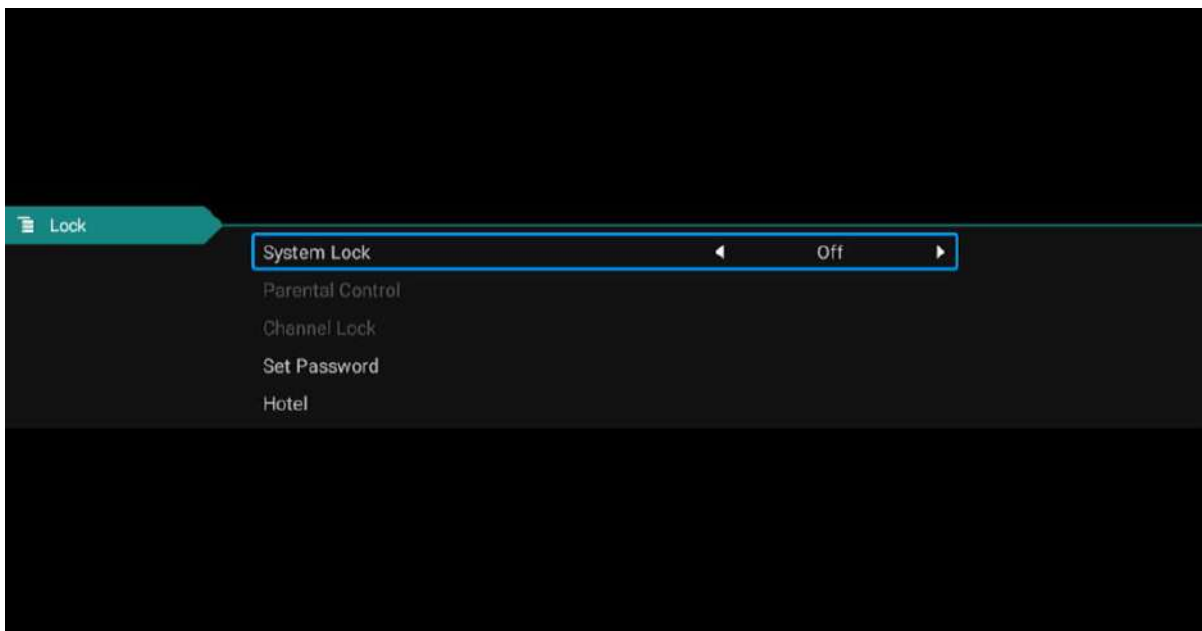 Lock
System Lock Off
Parental Control
Channel Lock
Set Password
Hotel